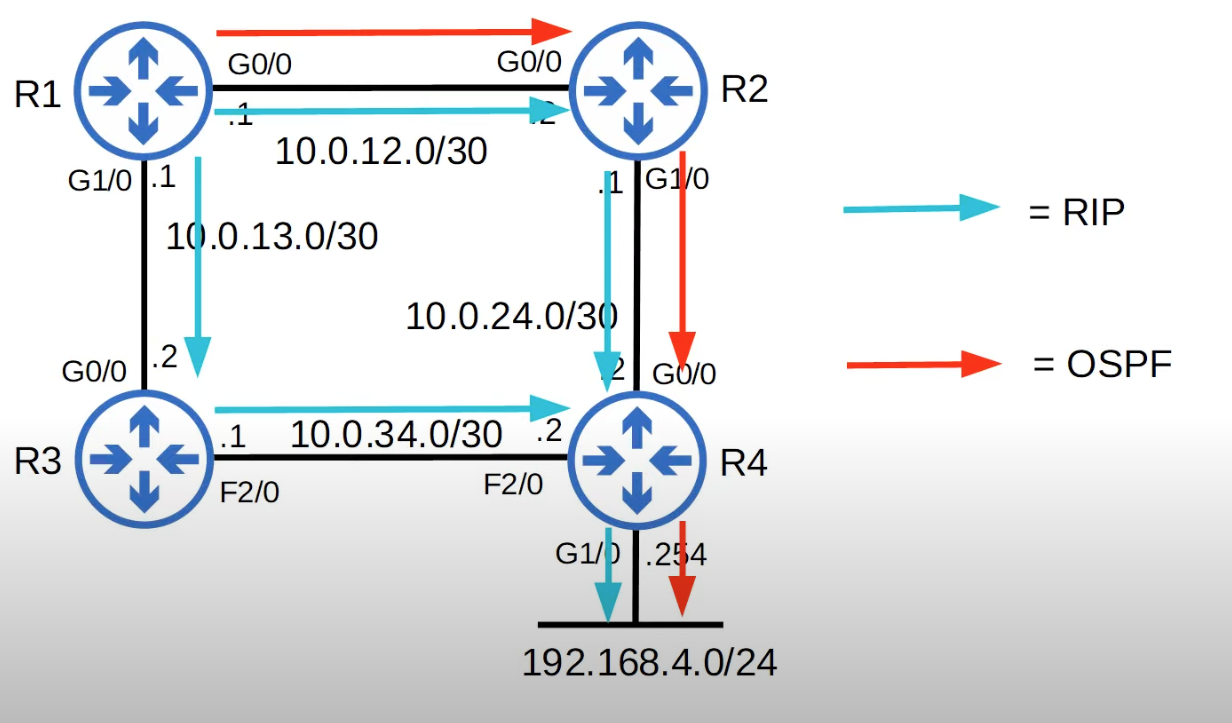 R1
G0/0
G0/0
R2
.1
.2
10.0.12.0/30
G1/0
.1
.1
G1/0
= RIP
10.0.13.0/30
10.0.24.0/30
.2
G0/0
.2
G0/0
= OSPF
R3
.1
10.0.34.0/30
.2
R4
F2/0
F2/0
G1/0
.254
192.168.4.0/24